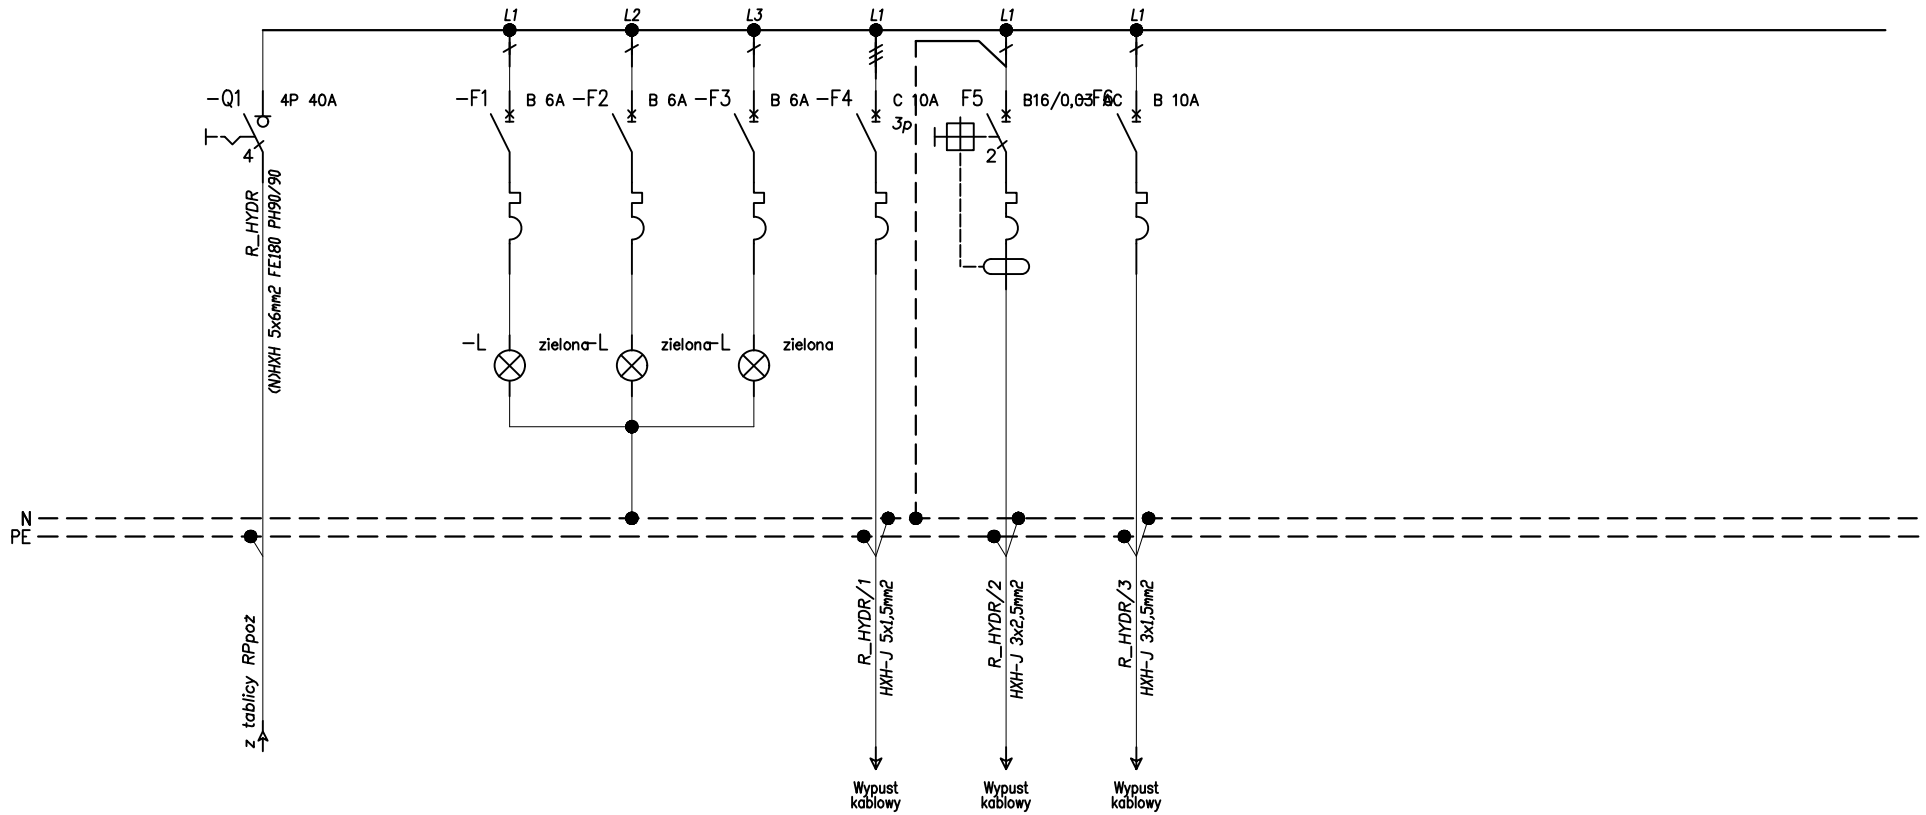 L1
L2
L3
L1
L1
L1
-Q1
4P 40A
-F1
B 6A
-F2
B 6A
-F3
B 6A
-F4
C 10A
3p
F5
B16/0,03 AC
-F6
B 10A
4
2
R_HYDR
(N)HXH 5x6mm2 FE180 PH90/90
-L
zielona
-L
zielona
-L
zielona
N
PE
z tablicy RPpoż
R_HYDR/1
HXH-J 5x1,5mm2
R_HYDR/2
HXH-J 3x2,5mm2
R_HYDR/3
HXH-J 3x1,5mm2
Wypust
kablowy
Wypust
kablowy
Wypust
kablowy